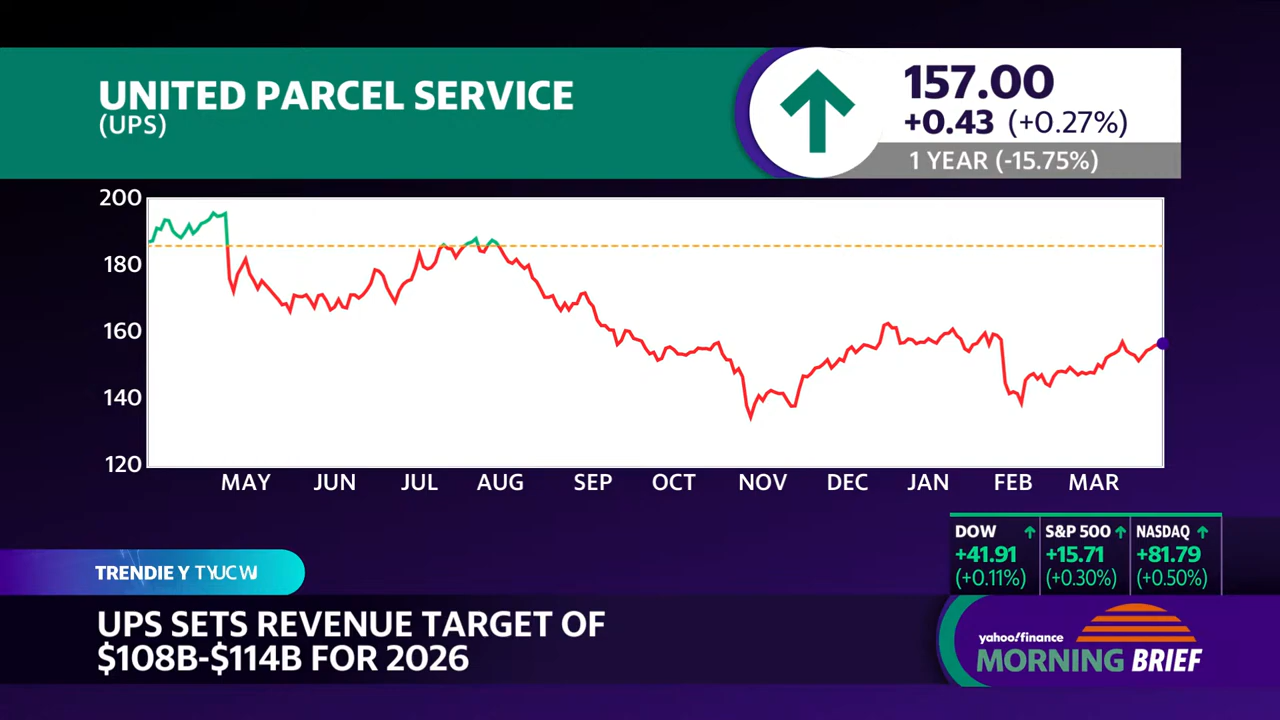 UNITED PARCEL SERVICE
(UPS)
157.00
+0.43 (+0.27%)
1 YEAR (-15.75%)
200
180
160
140
120
MAY JUN JUL AUG SEP OCT NOV DEC JAN FEB MAR
DOW S&P 500 NASDAQ
+41.91 +15.71 +81.79
(+0.11%) (+0.30%) (+0.50%)
UPS SETS REVENUE TARGET OF
$108B-$114B FOR 2026
yahoo!finance
MORNING BRIEF